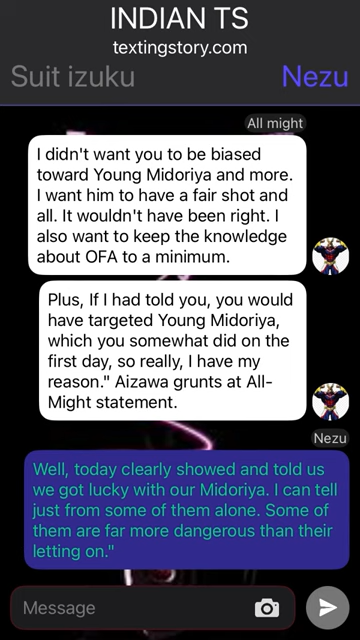 INDIAN TS
textingstory.com
Suit izuku
Nezu
All might
I didn't want you to be biased
toward Young Midoriya and more.
I want him to have a fair shot and
all. It wouldn't have been right. I
also want to keep the knowledge
about OFA to a minimum.
Plus, If I had told you, you would
have targeted Young Midoriya,
which you somewhat did on the
first day, so really, I have my
reason." Aizawa grunts at All-
Might statement.
Nezu
Well, today clearly showed and told us
we got lucky with our Midoriya. I can tell
just from some of them alone. Some of
them are far more dangerous than their
letting on."
Message